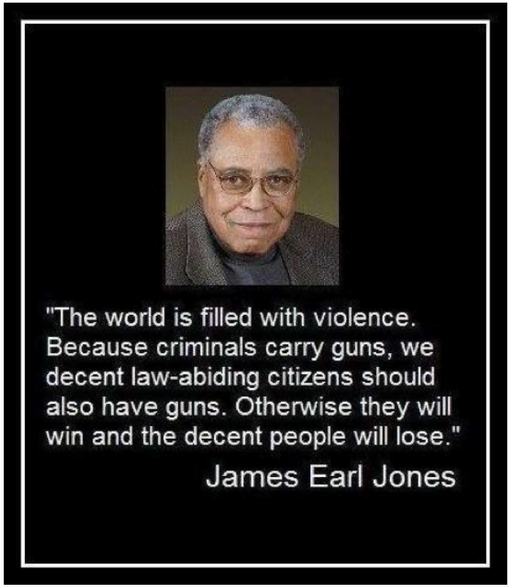 "The world is filled with violence.
Because criminals carry guns, we
decent law-abiding citizens should
also have guns. Otherwise they will
win and the decent people will lose."
James Earl Jones